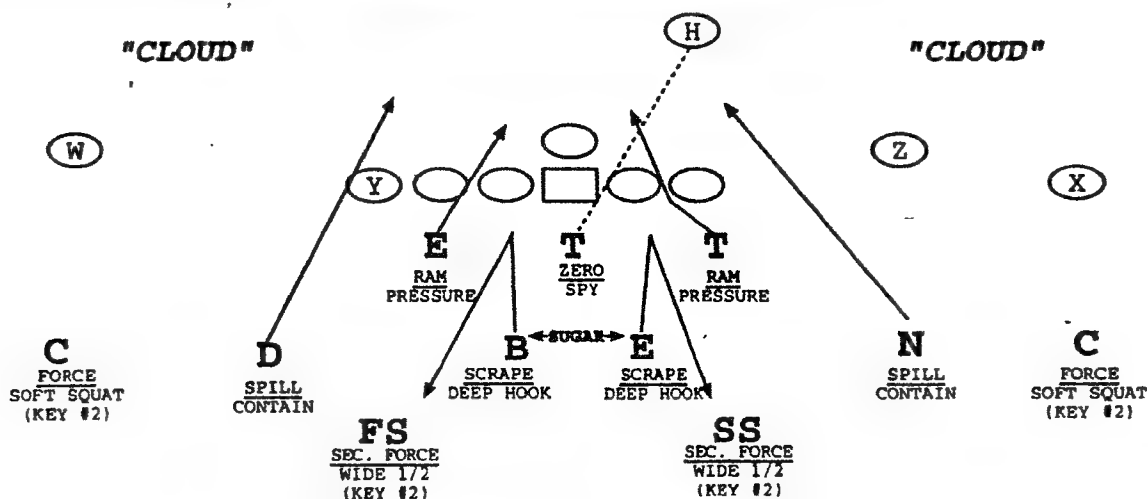 H
"CLOUD" "CLOUD"
W Z
Y X
E T T
RAM ZERO RAM
PRESSURE SPY PRESSURE
C D B SUGAR E N C
FORCE SPILL SCRAPE SCRAPE SPILL FORCE
SOFT SQUAT CONTAIN DEEP HOOK DEEP HOOK CONTAIN SOFT SQUAT
(KEY #2) (KEY #2)
FS SS
SEC. FORCE SEC. FORCE
WIDE 1/2 WIDE 1/2
(KEY #2) (KEY #2)